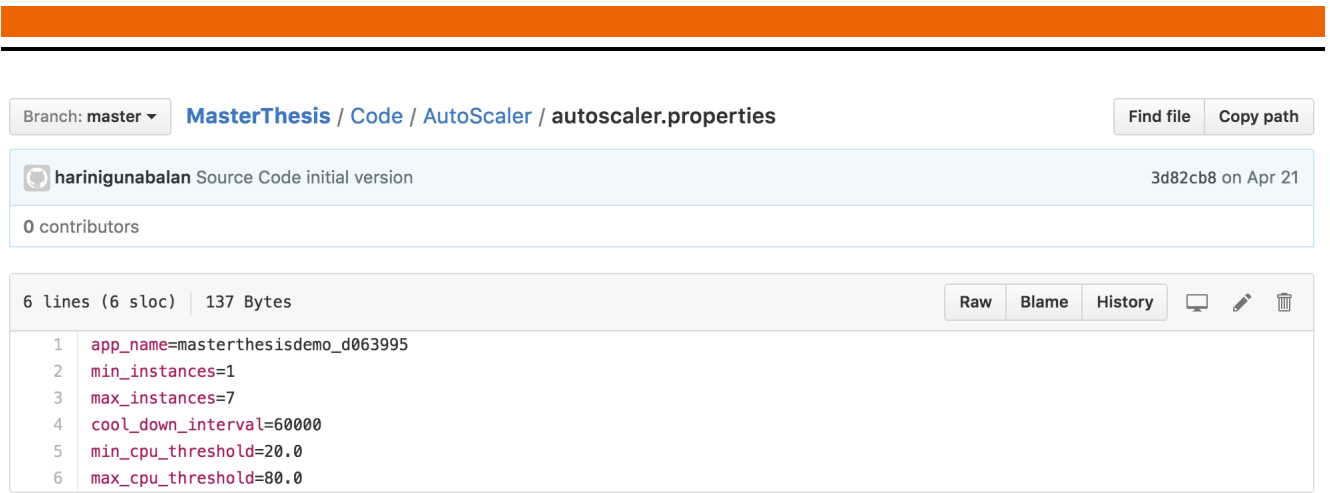 Branch: master MasterThesis / Code / AutoScaler / autoscaler.properties Find file Copy path
harinigunabalan Source Code initial version 3d82cb8 on Apr 21
0 contributors
6 lines (6 sloc) 137 Bytes Raw Blame History
1 app_name=masterthesisdemo_d063995
2 min_instances=1
3 max_instances=7
4 cool_down_interval=60000
5 min_cpu_threshold=20.0
6 max_cpu_threshold=80.0